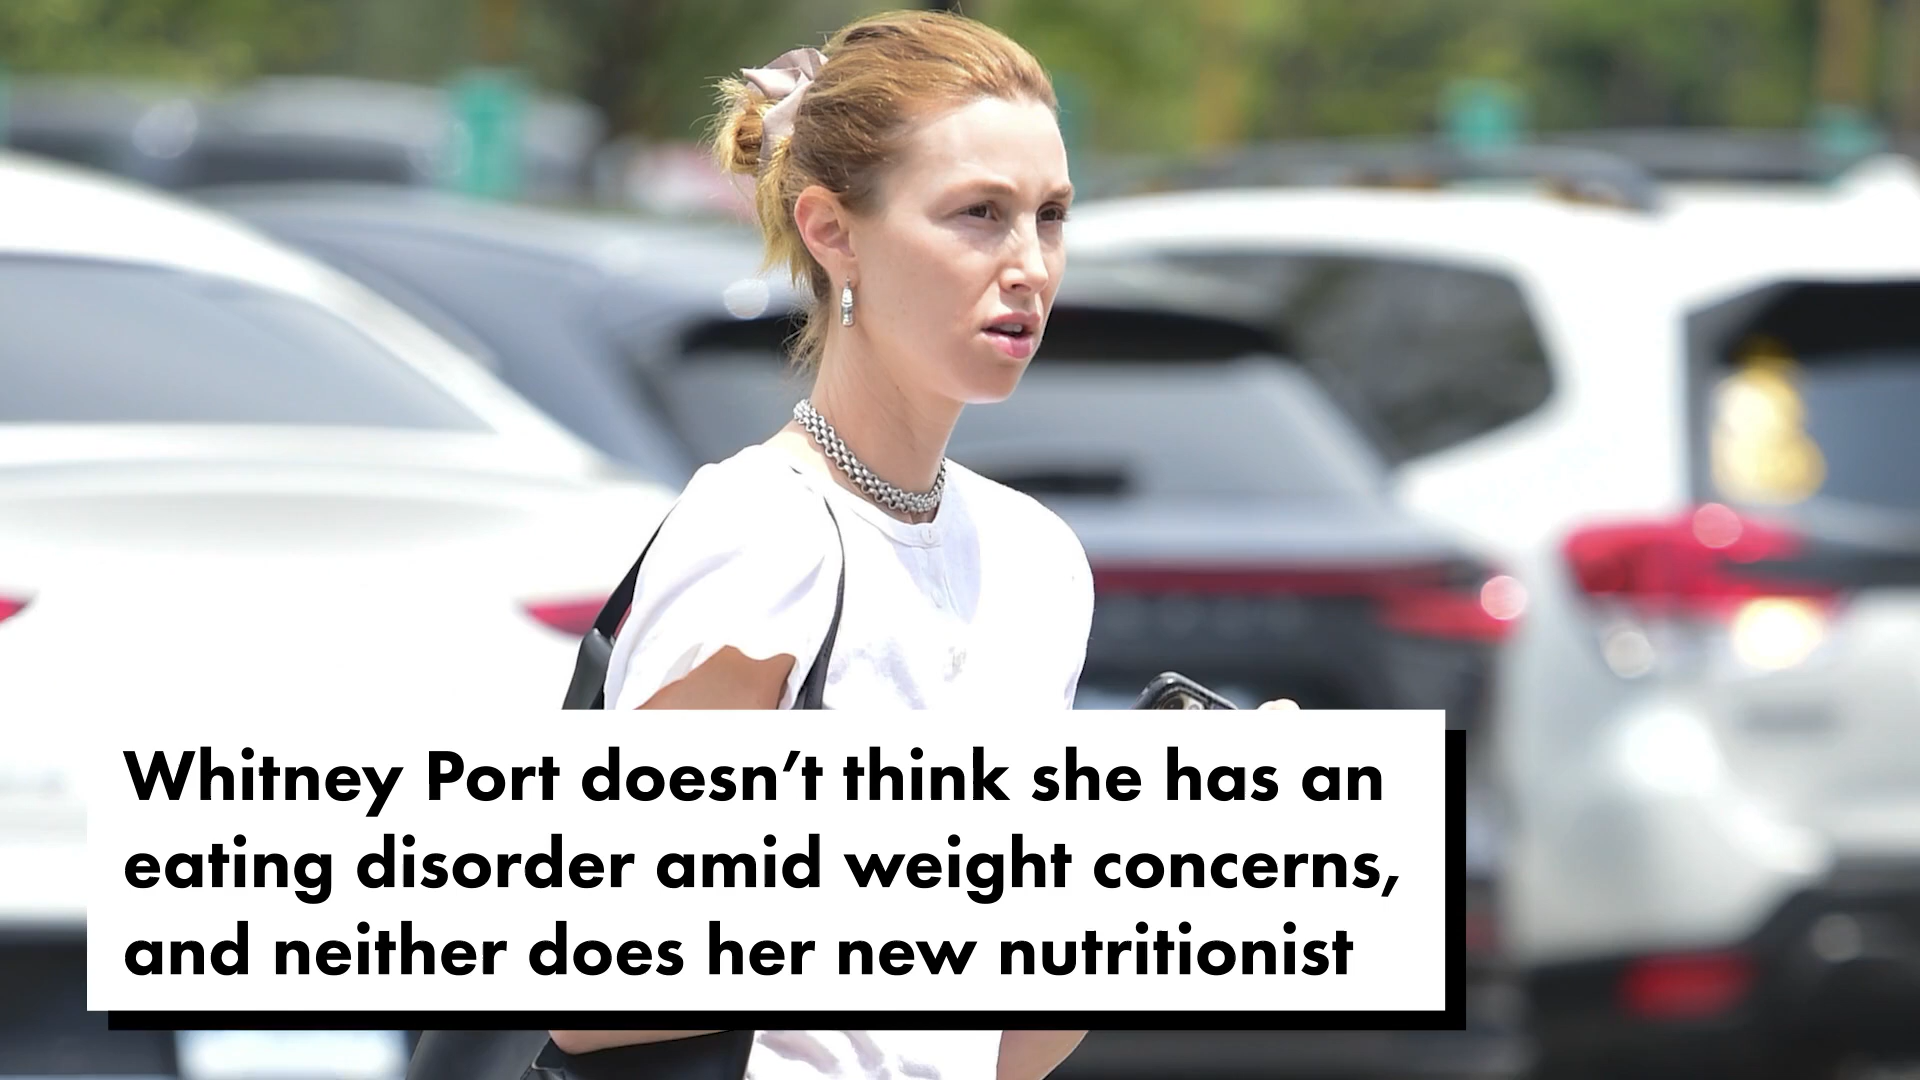 Whitney Port doesn’t think she has an
eating disorder amid weight concerns,
and neither does her new nutritionist